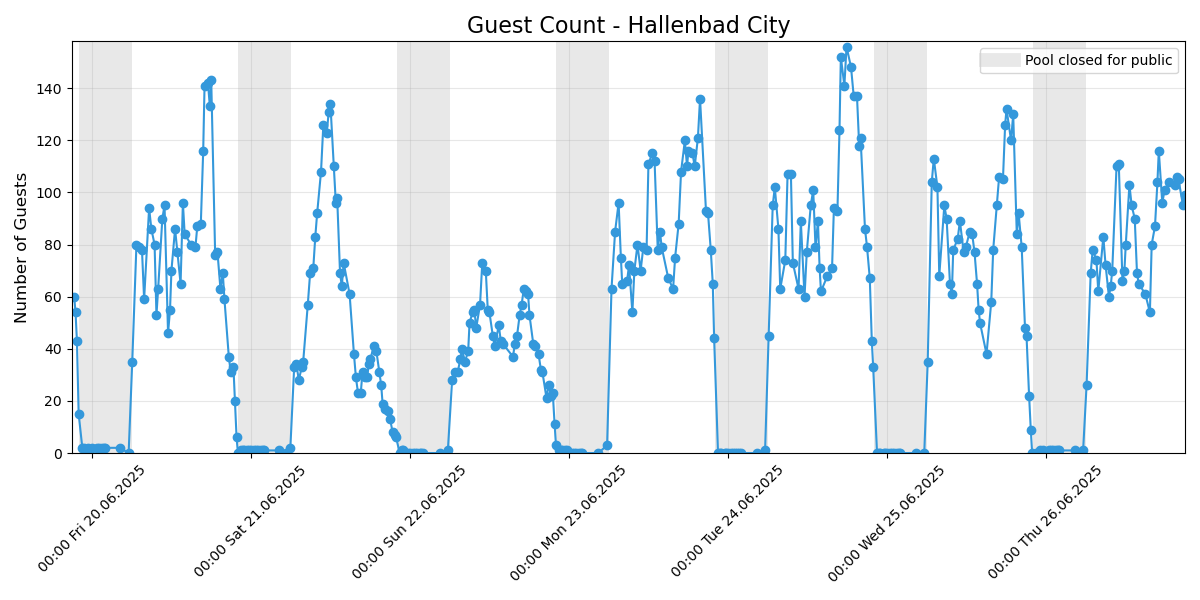 Guest Count - Hallenbad City
Pool closed for public
Number of Guests
140
120
100
80
60
40
20
0
00:00 Fri 20.06.2025
00:00 Sat 21.06.2025
00:00 Sun 22.06.2025
00:00 Mon 23.06.2025
00:00 Tue 24.06.2025
00:00 Wed 25.06.2025
00:00 Thu 26.06.2025